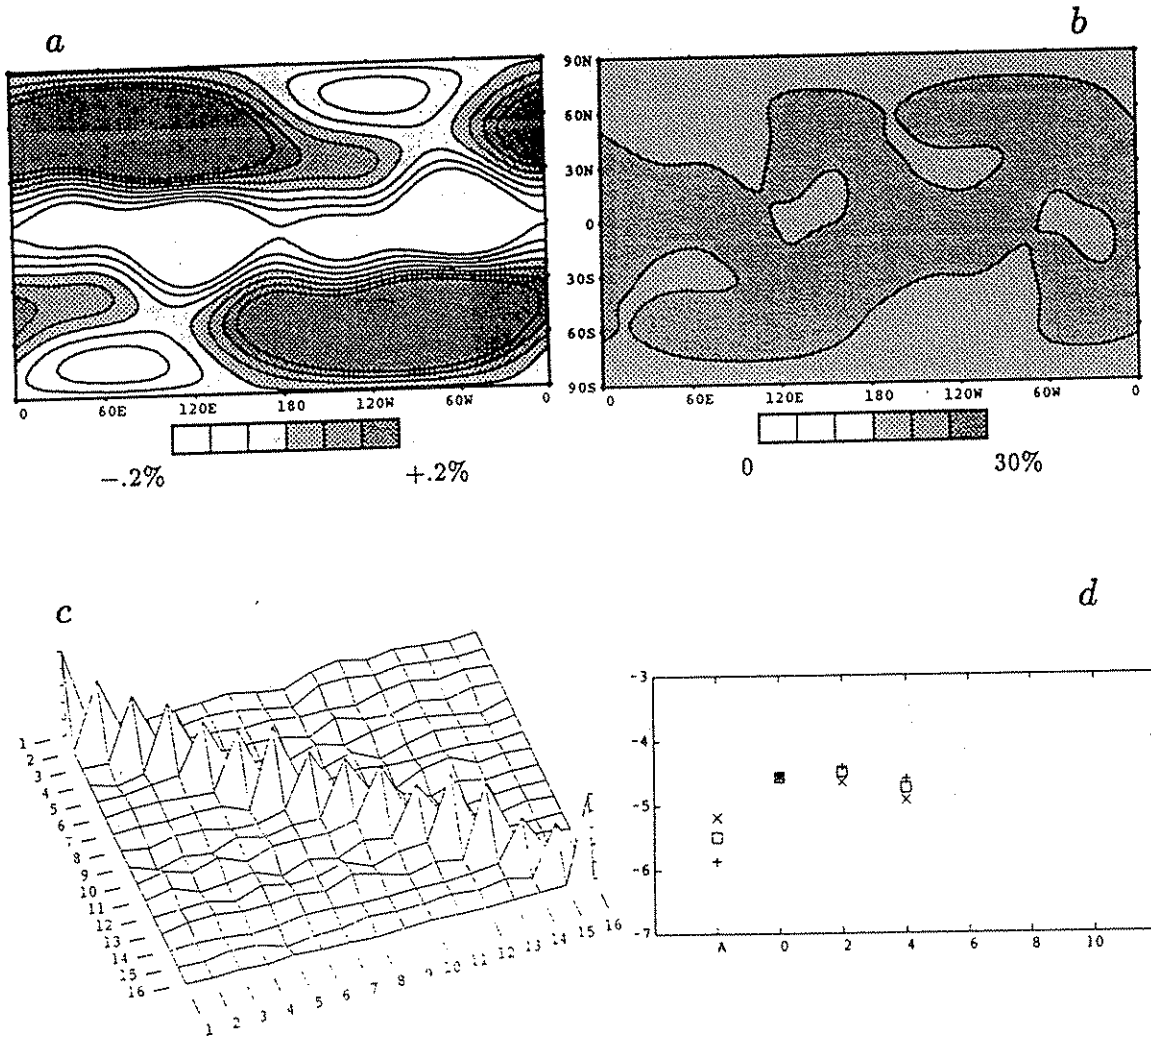 a
b
90N
60N
30N
0
30S
60S
90S
0 60E 120E 180 120W 60W
0 60E 120E 180 120W 60W 0
-.2% +.2%
0 30%
c
d
1
2
3
4
5
6
7
8
9
10
11
12
13
14
15
16
1 2 3 4 5 6 7 8 9 10 11 12 13 14 15 16
-3
-4
-5
-6
-7
A 0 2 4 6 8 10